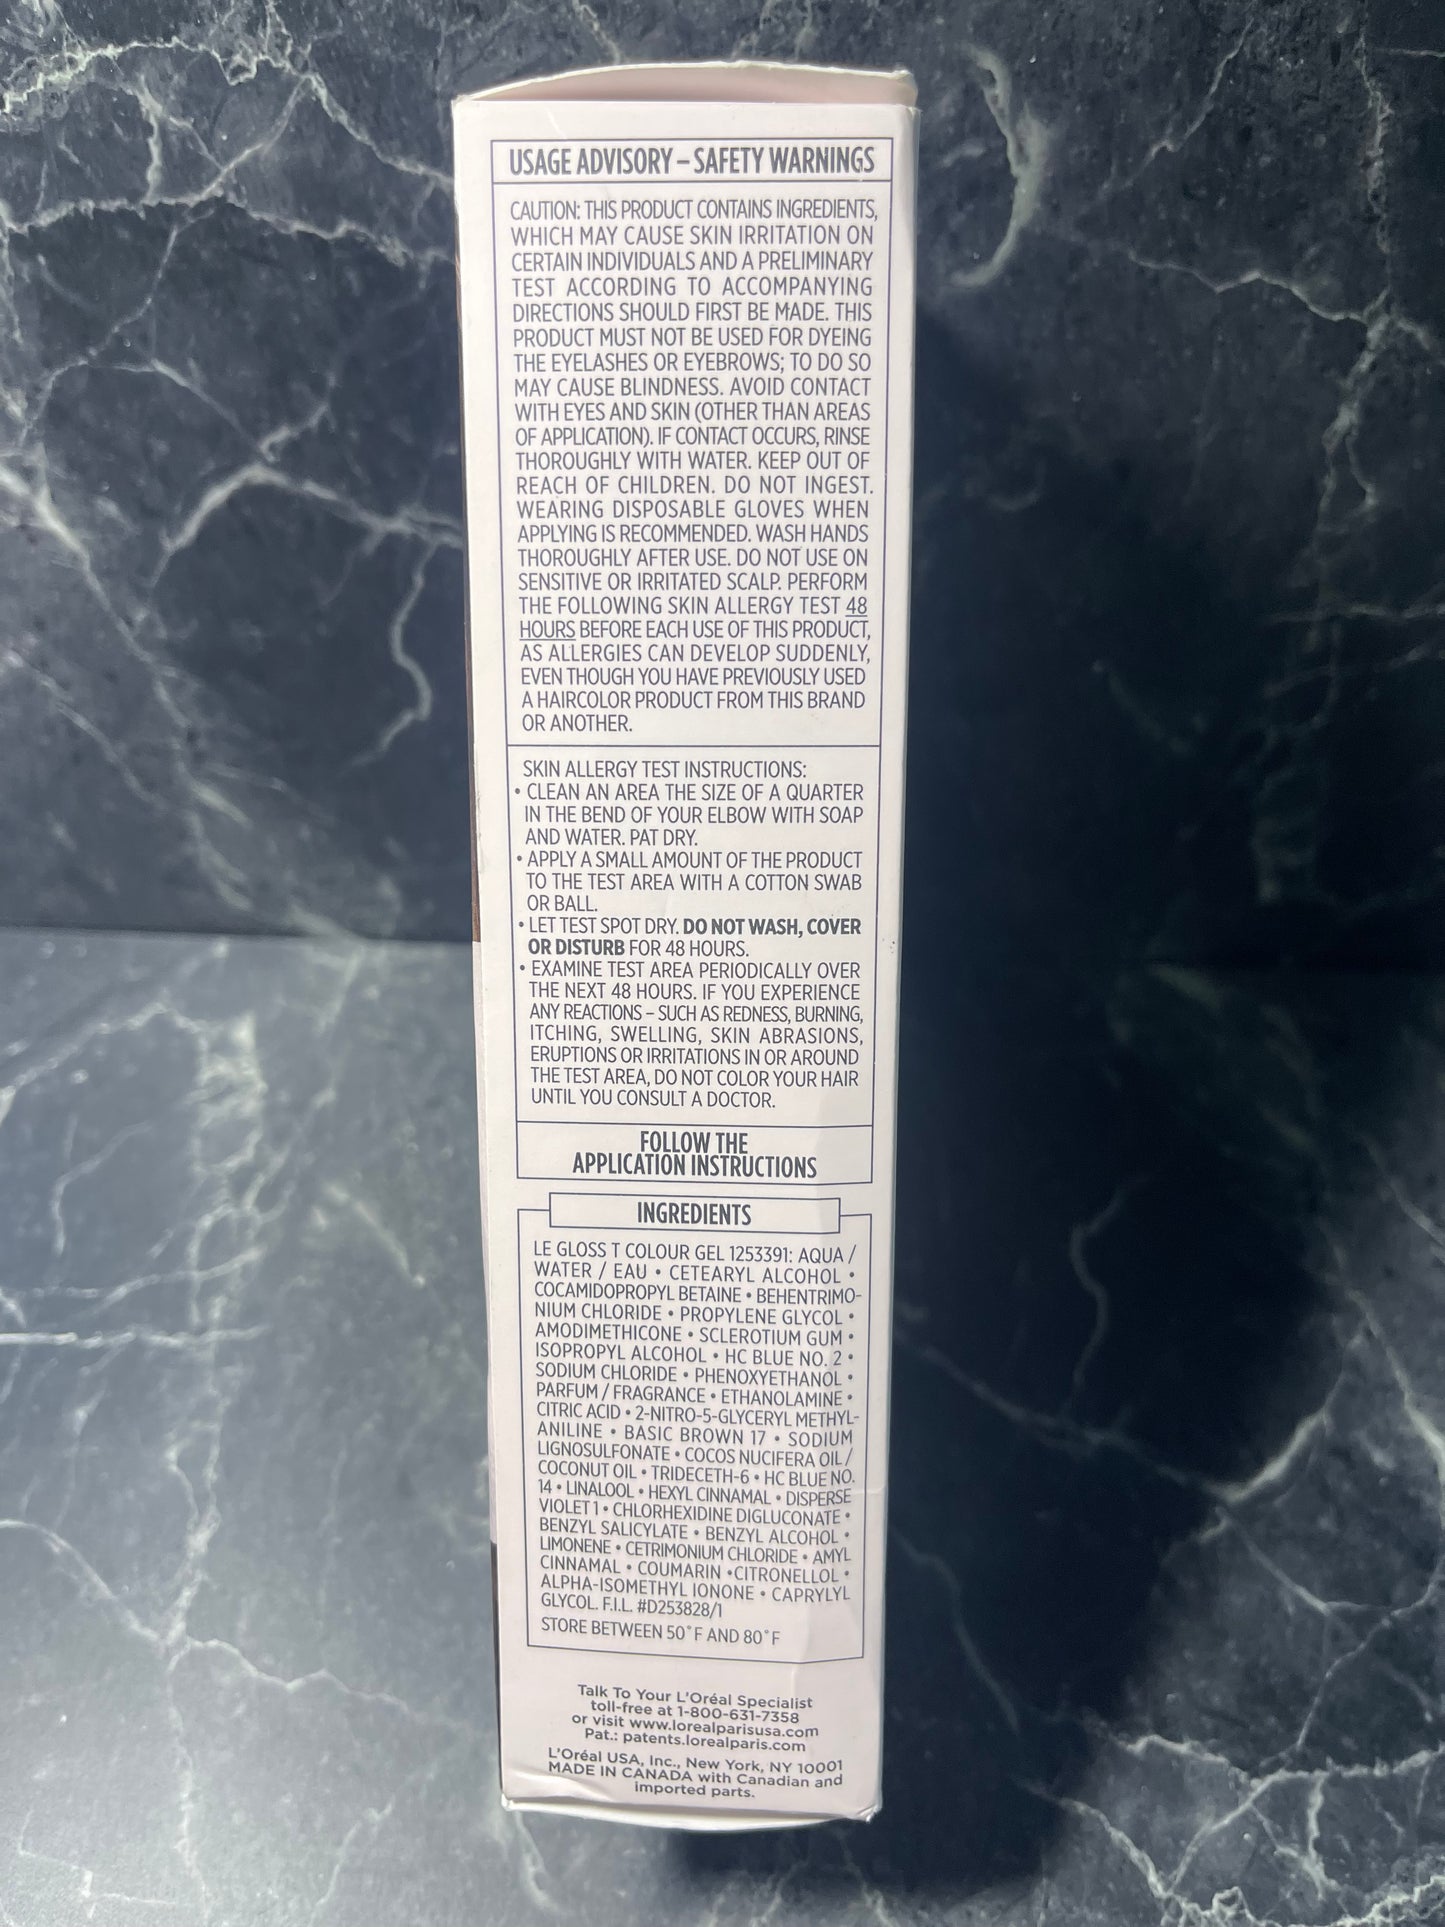 USAGE ADVISORY – SAFETY WARNINGS
CAUTION: THIS PRODUCT CONTAINS INGREDIENTS,
WHICH MAY CAUSE SKIN IRRITATION ON
CERTAIN INDIVIDUALS AND A PRELIMINARY
TEST ACCORDING TO ACCOMPANYING
DIRECTIONS SHOULD FIRST BE MADE. THIS
PRODUCT MUST NOT BE USED FOR DYEING
THE EYELASHES OR EYEBROWS; TO DO SO
MAY CAUSE BLINDNESS. AVOID CONTACT
WITH EYES AND SKIN (OTHER THAN AREAS
OF APPLICATION). IF CONTACT OCCURS, RINSE
THOROUGHLY WITH WATER. KEEP OUT OF
REACH OF CHILDREN. DO NOT INGEST.
WEARING DISPOSABLE GLOVES WHEN
APPLYING IS RECOMMENDED. WASH HANDS
THOROUGHLY AFTER USE. DO NOT USE ON
SENSITIVE OR IRRITATED SCALP. PERFORM
THE FOLLOWING SKIN ALLERGY TEST 48
HOURS BEFORE EACH USE OF THIS PRODUCT,
AS ALLERGIES CAN DEVELOP SUDDENLY,
EVEN THOUGH YOU HAVE PREVIOUSLY USED
A HAIRCOLOR PRODUCT FROM THIS BRAND
OR ANOTHER.
SKIN ALLERGY TEST INSTRUCTIONS:
• CLEAN AN AREA THE SIZE OF A QUARTER
IN THE BEND OF YOUR ELBOW WITH SOAP
AND WATER. PAT DRY.
• APPLY A SMALL AMOUNT OF THE PRODUCT
TO THE TEST AREA WITH A COTTON SWAB
OR BALL.
• LET TEST SPOT DRY. DO NOT WASH, COVER
OR DISTURB FOR 48 HOURS.
• EXAMINE TEST AREA PERIODICALLY OVER
THE NEXT 48 HOURS. IF YOU EXPERIENCE
ANY REACTIONS – SUCH AS REDNESS, BURNING,
ITCHING, SWELLING, SKIN ABRASIONS,
ERUPTIONS OR IRRITATIONS IN OR AROUND
THE TEST AREA, DO NOT COLOR YOUR HAIR
UNTIL YOU CONSULT A DOCTOR.
FOLLOW THE
APPLICATION INSTRUCTIONS
INGREDIENTS
LE GLOSS T COLOUR GEL 1253391: AQUA /
WATER / EAU • CETEARYL ALCOHOL •
COCAMIDOPROPYL BETAINE • BEHENTRIMO-
NIUM CHLORIDE • PROPYLENE GLYCOL •
AMODIMETHICONE • SCLEROTIUM GUM •
ISOPROPYL ALCOHOL • HC BLUE NO. 2 •
SODIUM CHLORIDE • PHENOXYETHANOL •
PARFUM / FRAGRANCE • ETHANOLAMINE •
CITRIC ACID • 2-NITRO-5-GLYCERYL METHYL-
ANILINE • BASIC BROWN 17 • SODIUM
LIGNOSULFONATE • COCOS NUCIFERA OIL /
COCONUT OIL • TRIDECETH-6 • HC BLUE NO.
14 • LINALOOL • HEXYL CINNAMAL • DISPERSE
VIOLET 1 • CHLORHEXIDINE DIGLUCONATE •
BENZYL SALICYLATE • BENZYL ALCOHOL •
LIMONENE • CETRIMONIUM CHLORIDE • AMYL
CINNAMAL • COUMARIN •CITRONELLOL •
ALPHA-ISOMETHYL IONONE • CAPRYLYL
GLYCOL. F.I.L. #D253828/1
STORE BETWEEN 50°F AND 80°F
Talk To Your L'Oréal Specialist
toll-free at 1-800-631-7358
or visit www.lorealparisusa.com
Pat.: patents.lorealparis.com
L'Oréal USA, Inc., New York, NY 10001
MADE IN CANADA with Canadian and
imported parts.